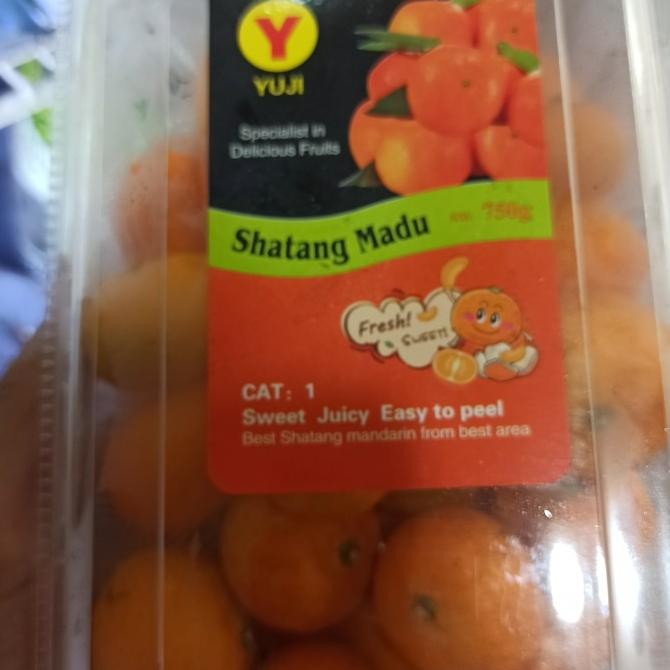 Y
YUJI
Specialist in
Delicious Fruits
Shatang Madu
750g
Fresh!
SWEET!
CAT: 1
Sweet Juicy Easy to peel
Best Shatang mandarin from best area